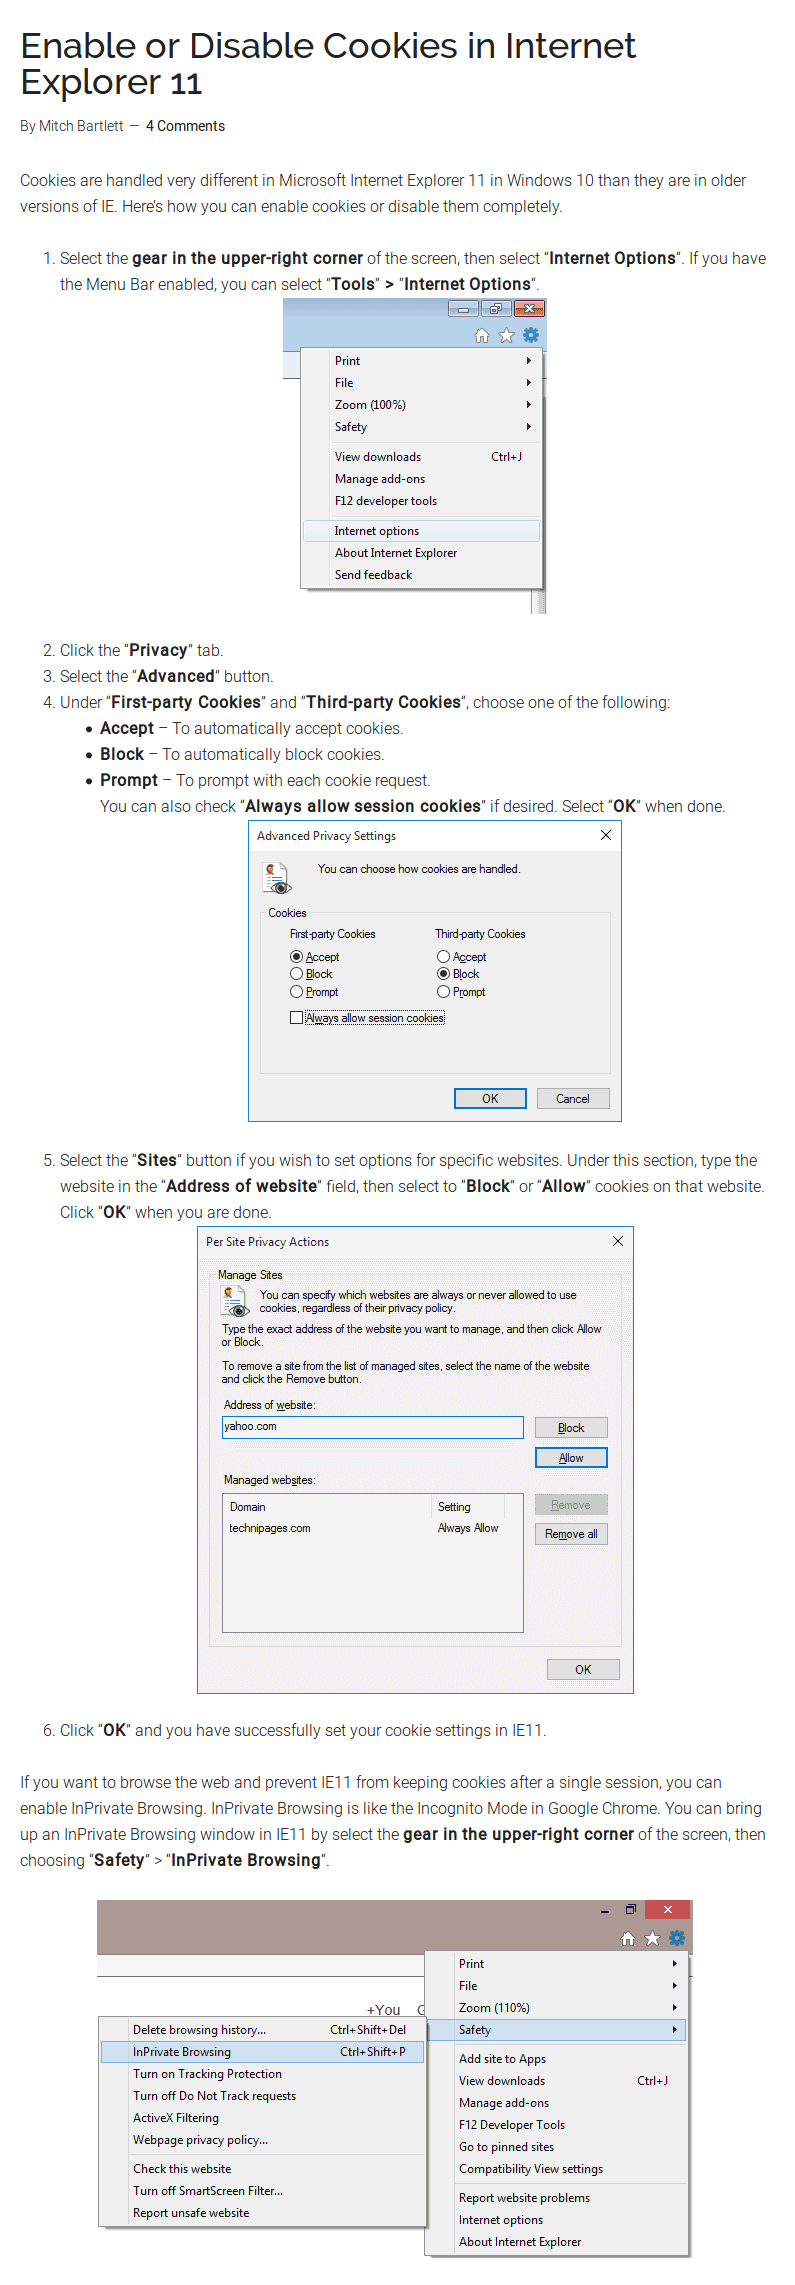 Enable or Disable Cookies in Internet
Explorer 11
By Mitch Bartlett — 4 Comments
Cookies are handled very different in Microsoft Internet Explorer 11 in Windows 10 than they are in older
versions of IE. Here’s how you can enable cookies or disable them completely.
1. Select the gear in the upper-right corner of the screen, then select “Internet Options“. If you have
the Menu Bar enabled, you can select “Tools” > “Internet Options“.
Print
File
Zoom (100%)
Safety
View downloads Ctrl+J
Manage add-ons
F12 developer tools
Internet options
About Internet Explorer
Send feedback
2. Click the “Privacy” tab.
3. Select the “Advanced” button.
4. Under “First-party Cookies” and “Third-party Cookies“, choose one of the following:
• Accept – To automatically accept cookies.
• Block – To automatically block cookies.
• Prompt – To prompt with each cookie request.
You can also check “Always allow session cookies” if desired. Select “OK” when done.
Advanced Privacy Settings
You can choose how cookies are handled.
Cookies
First-party Cookies Third-party Cookies
Accept Accept
Block Block
Prompt Prompt
Always allow session cookies
OK Cancel
5. Select the “Sites” button if you wish to set options for specific websites. Under this section, type the
website in the “Address of website” field, then select to “Block” or “Allow” cookies on that website.
Click “OK” when you are done.
Per Site Privacy Actions
Manage Sites
You can specify which websites are always or never allowed to use
cookies, regardless of their privacy policy.
Type the exact address of the website you want to manage, and then click Allow
or Block.
To remove a site from the list of managed sites, select the name of the website
and click the Remove button.
Address of website:
yahoo.com Block
Allow
Managed websites:
Domain Setting Remove
technipages.com Always Allow Remove all
OK
6. Click “OK” and you have successfully set your cookie settings in IE11.
If you want to browse the web and prevent IE11 from keeping cookies after a single session, you can
enable InPrivate Browsing. InPrivate Browsing is like the Incognito Mode in Google Chrome. You can bring
up an InPrivate Browsing window in IE11 by select the gear in the upper-right corner of the screen, then
choosing “Safety” > “InPrivate Browsing“.
Print
File
Zoom (110%)
Safety
Add site to Apps
View downloads Ctrl+J
Manage add-ons
F12 Developer Tools
Go to pinned sites
Compatibility View settings
Report website problems
Internet options
About Internet Explorer
+You G
Delete browsing history... Ctrl+Shift+Del
InPrivate Browsing Ctrl+Shift+P
Turn on Tracking Protection
Turn off Do Not Track requests
ActiveX Filtering
Webpage privacy policy...
Check this website
Turn off SmartScreen Filter...
Report unsafe website